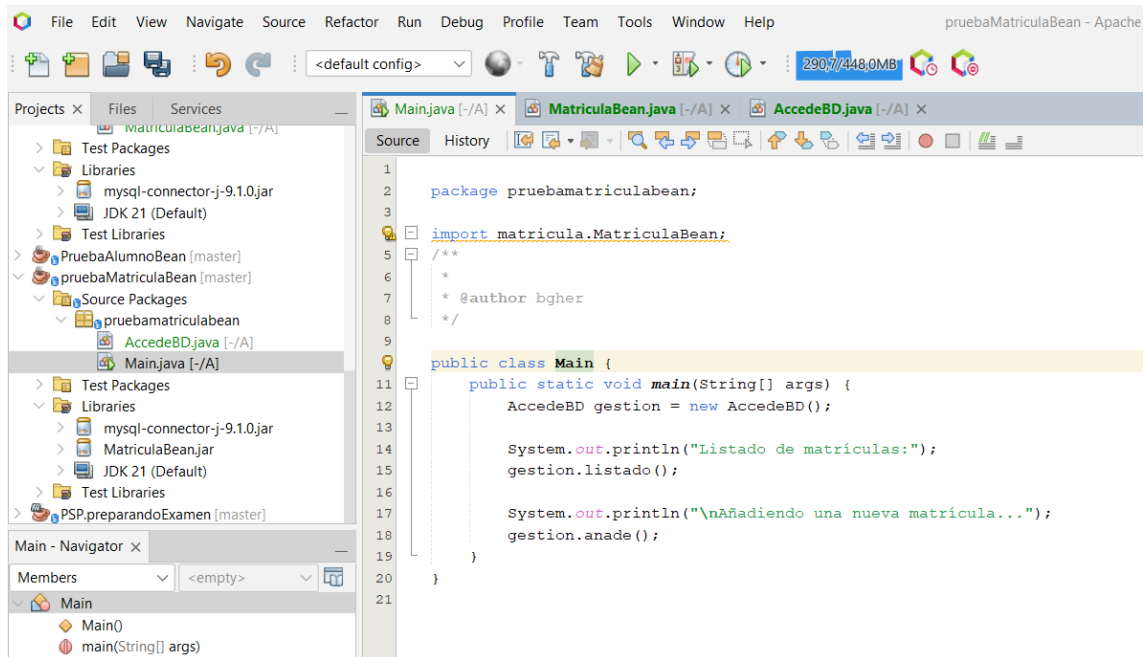 File Edit View Navigate Source Refactor Run Debug Profile Team Tools Window Help pruebaMatriculaBean - Apache
<default config> 290,7/448,0MB
Projects Files Services
MatriculaBean.java [-/A]
Test Packages
Libraries
mysql-connector-j-9.1.0.jar
JDK 21 (Default)
Test Libraries
PruebaAlumnoBean [master]
pruebaMatriculaBean [master]
Source Packages
pruebamatriculabean
AccedeBD.java [-/A]
Main.java [-/A]
Test Packages
Libraries
mysql-connector-j-9.1.0.jar
MatriculaBean.jar
JDK 21 (Default)
Test Libraries
PSP.preparandoExamen [master]
Main - Navigator
Members <empty>
Main
Main()
main(String[] args)
Main.java [-/A] MatriculaBean.java [-/A] AccedeBD.java [-/A]
Source History
1
2 package pruebamatriculabean;
3
import matricula.MatriculaBean;
5 /**
6 *
7 * @author bgher
8 */
9
public class Main {
11 public static void main(String[] args) {
12 AccedeBD gestion = new AccedeBD();
13
14 System.out.println("Listado de matrículas:");
15 gestion.listado();
16
17 System.out.println("\nAñadiendo una nueva matrícula...");
18 gestion.anade();
19 }
20 }
21